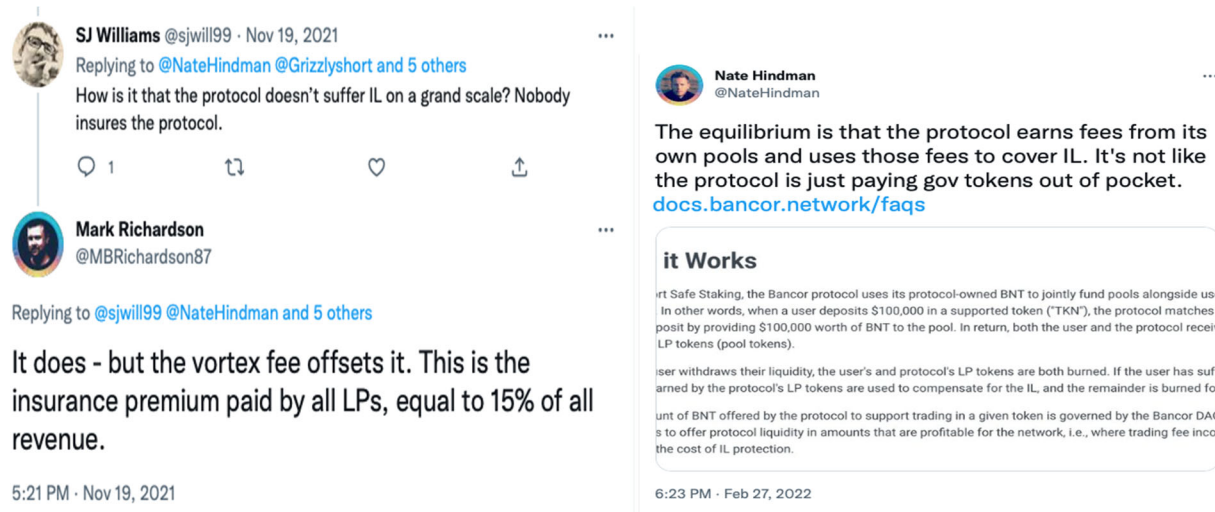 SJ Williams @sjwill99 · Nov 19, 2021
Replying to @NateHindman @Grizzlyshort and 5 others
How is it that the protocol doesn't suffer IL on a grand scale? Nobody
insures the protocol.
1
Mark Richardson
@MBRichardson87
Replying to @sjwill99 @NateHindman and 5 others
It does - but the vortex fee offsets it. This is the
insurance premium paid by all LPs, equal to 15% of all
revenue.
5:21 PM · Nov 19, 2021
Nate Hindman
@NateHindman
The equilibrium is that the protocol earns fees from its
own pools and uses those fees to cover IL. It's not like
the protocol is just paying gov tokens out of pocket.
docs.bancor.network/faqs
it Works
rt Safe Staking, the Bancor protocol uses its protocol-owned BNT to jointly fund pools alongside us
In other words, when a user deposits $100,000 in a supported token ("TKN"), the protocol matches
posit by providing $100,000 worth of BNT to the pool. In return, both the user and the protocol recei
LP tokens (pool tokens).
ser withdraws their liquidity, the user's and protocol's LP tokens are both burned. If the user has suf
arned by the protocol's LP tokens are used to compensate for the IL, and the remainder is burned fo
unt of BNT offered by the protocol to support trading in a given token is governed by the Bancor DA
s to offer protocol liquidity in amounts that are profitable for the network, i.e., where trading fee inco
the cost of IL protection.
6:23 PM · Feb 27, 2022